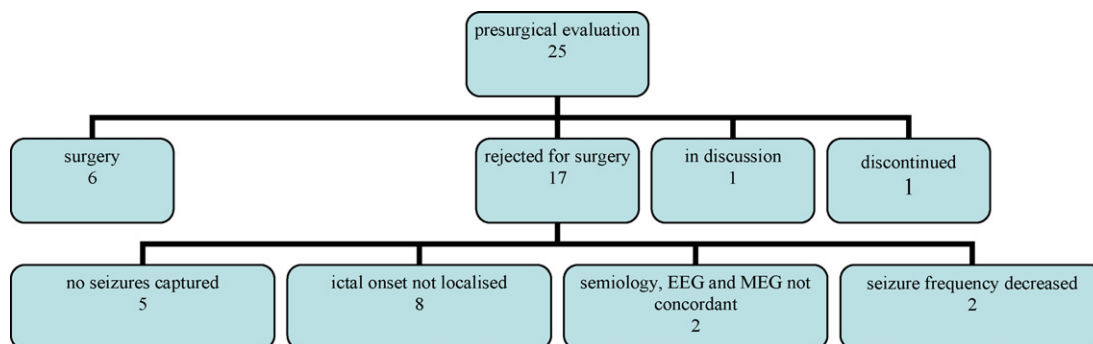 presurgical evaluation
25
surgery
6
rejected for surgery
17
in discussion
1
discontinued
1
no seizures captured
5
ictal onset not localised
8
semiology, EEG and MEG not
concordant
2
seizure frequency decreased
2